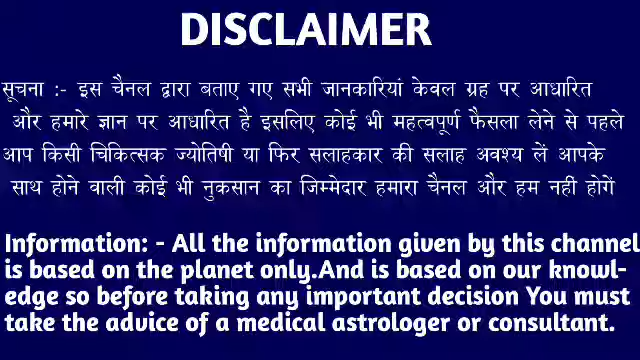 DISCLAIMER
सूचना :- इस चैनल द्वारा बताए गए सभी जानकारियां केवल ग्रह पर आधारित
और हमारे ज्ञान पर आधारित है इसलिए कोई भी महत्वपूर्ण फैसला लेने से पहले
आप किसी चिकित्सक ज्योतिषी या फिर सलाहकार की सलाह अवश्य लें आपके
साथ होने वाली कोई भी नुकसान का जिम्मेदार हमारा चैनल और हम नही होगें
Information: - All the information given by this channel
is based on the planet only.And is based on our knowl-
edge so before taking any important decision You must
take the advice of a medical astrologer or consultant.